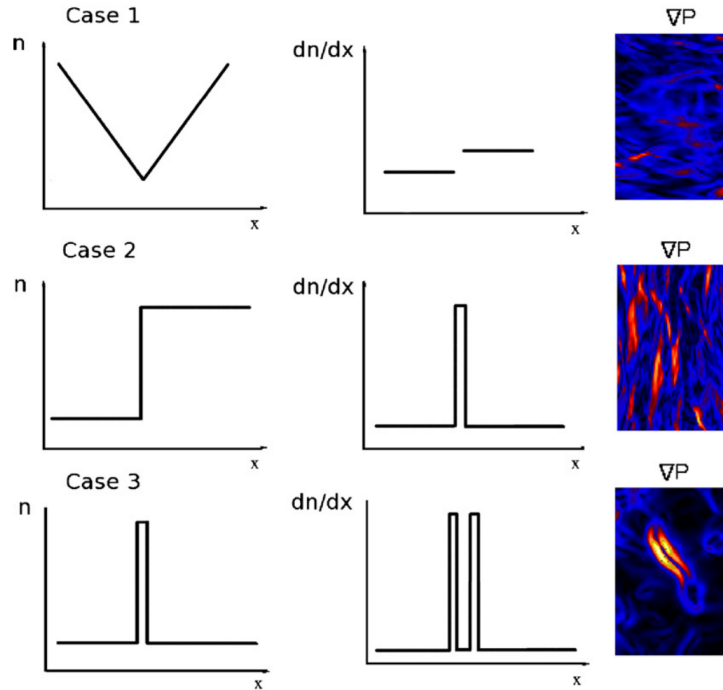 Case 1
n
dn/dx
∇P
x
x
Case 2
n
dn/dx
∇P
x
x
Case 3
n
dn/dx
∇P
x
x